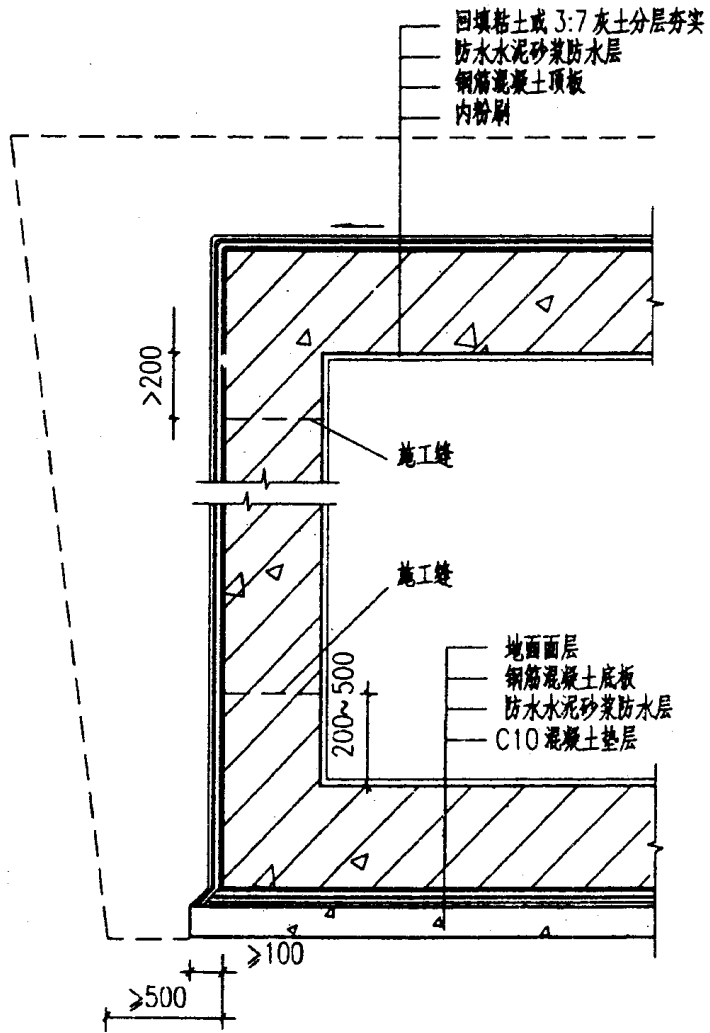 回填粘土或 3:7 灰土分层夯实
防水水泥砂浆防水层
钢筋混凝土顶板
内粉刷
>200
施工缝
施工缝
200~500
地面面层
钢筋混凝土底板
防水水泥砂浆防水层
C10 混凝土垫层
≥100
≥500